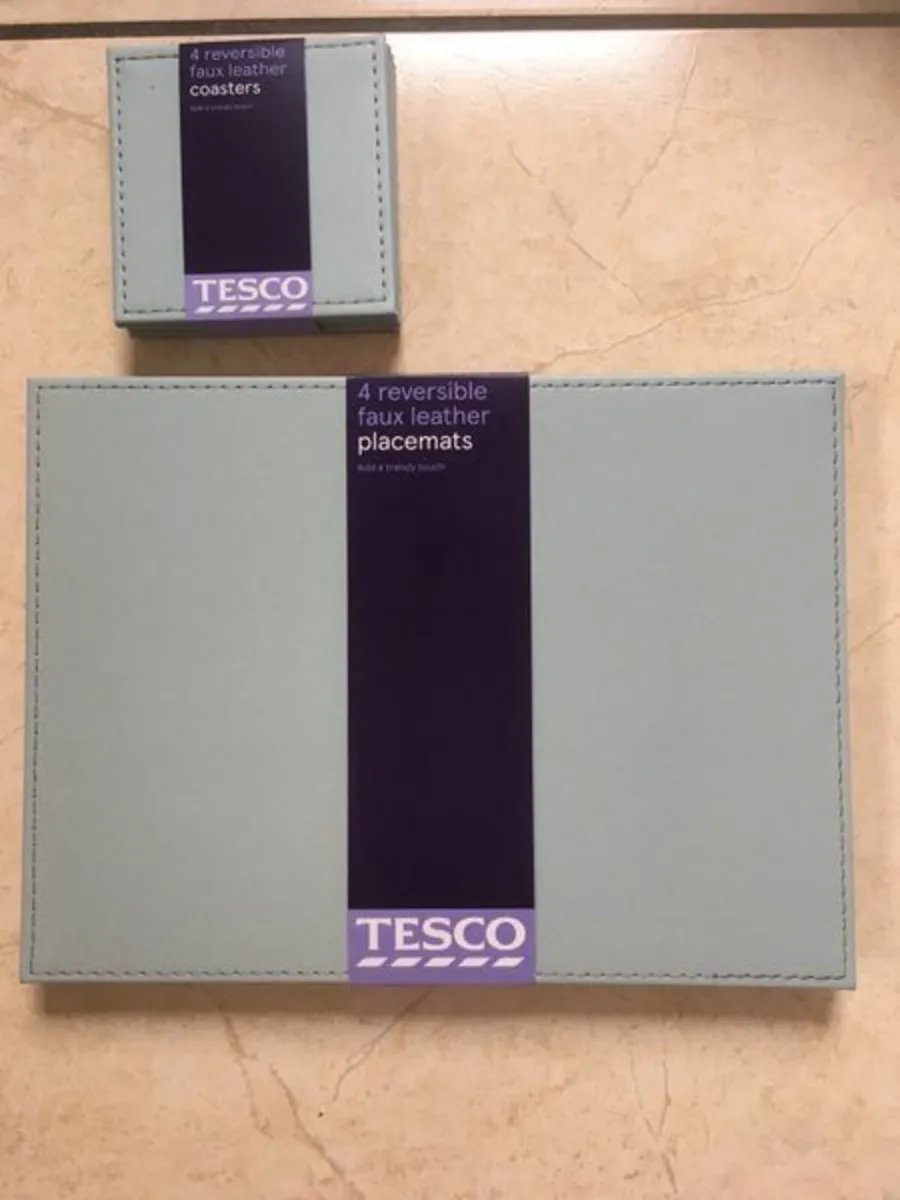 4 reversible
faux leather
coasters
TESCO
4 reversible
faux leather
placemats
Add a trendy touch
TESCO